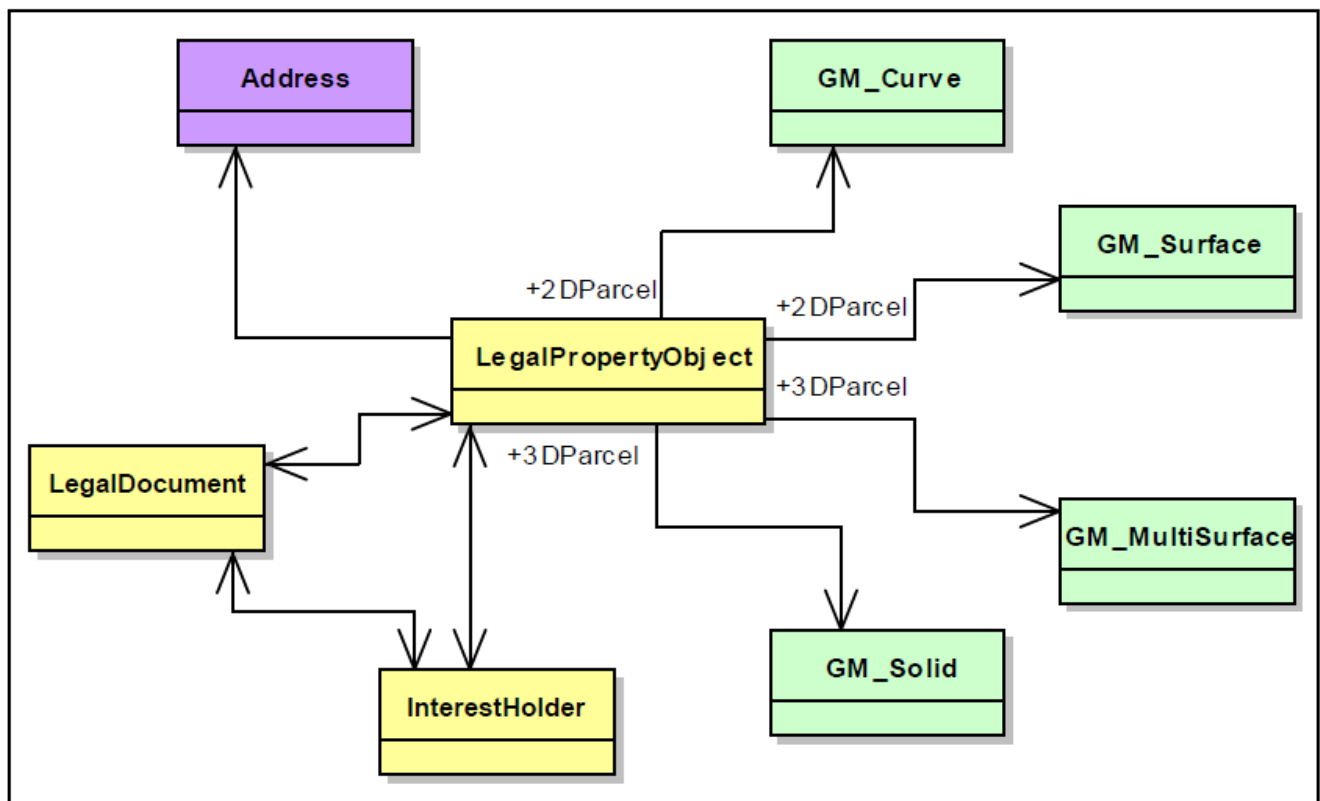 Address
GM_Curve
GM_Surface
+2DParcel
+2DParcel
LegalPropertyObject
+3DParcel
+3DParcel
LegalDocument
GM_MultiSurface
GM_Solid
InterestHolder